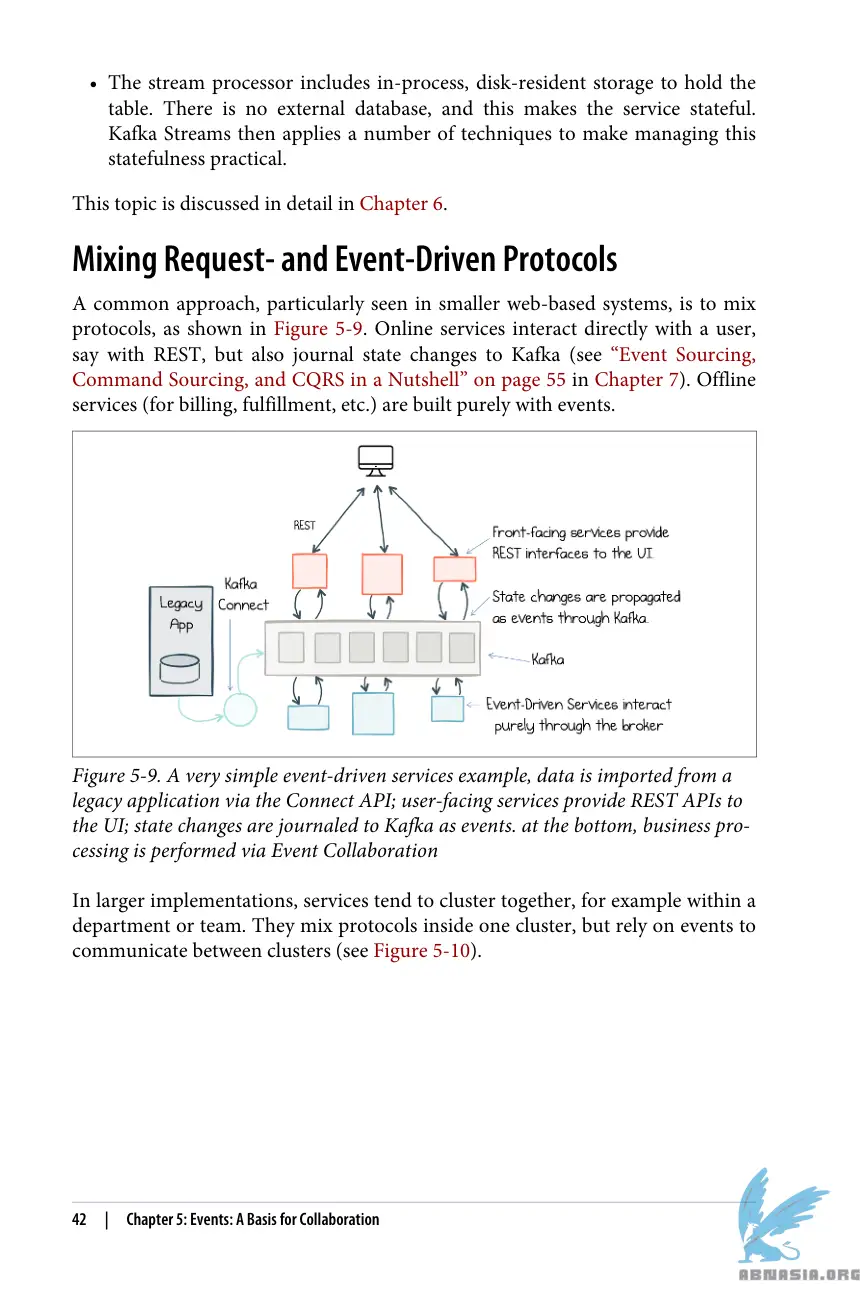 • The stream processor includes in-process, disk-resident storage to hold the
table. There is no external database, and this makes the service stateful.
Kafka Streams then applies a number of techniques to make managing this
statefulness practical.
This topic is discussed in detail in Chapter 6.
Mixing Request- and Event-Driven Protocols
A common approach, particularly seen in smaller web-based systems, is to mix
protocols, as shown in Figure 5-9. Online services interact directly with a user,
say with REST, but also journal state changes to Kafka (see “Event Sourcing,
Command Sourcing, and CQRS in a Nutshell” on page 55 in Chapter 7). Offline
services (for billing, fulfillment, etc.) are built purely with events.
REST
Front-facing services provide
REST interfaces to the UI.
Kafka
Connect
Legacy
App
State changes are propagated
as events through Kafka.
Kafka
Event-Driven Services interact
purely through the broker
Figure 5-9. A very simple event-driven services example, data is imported from a
legacy application via the Connect API; user-facing services provide REST APIs to
the UI; state changes are journaled to Kafka as events. at the bottom, business pro-
cessing is performed via Event Collaboration
In larger implementations, services tend to cluster together, for example within a
department or team. They mix protocols inside one cluster, but rely on events to
communicate between clusters (see Figure 5-10).
42 | Chapter 5: Events: A Basis for Collaboration
ABNASIA.ORG